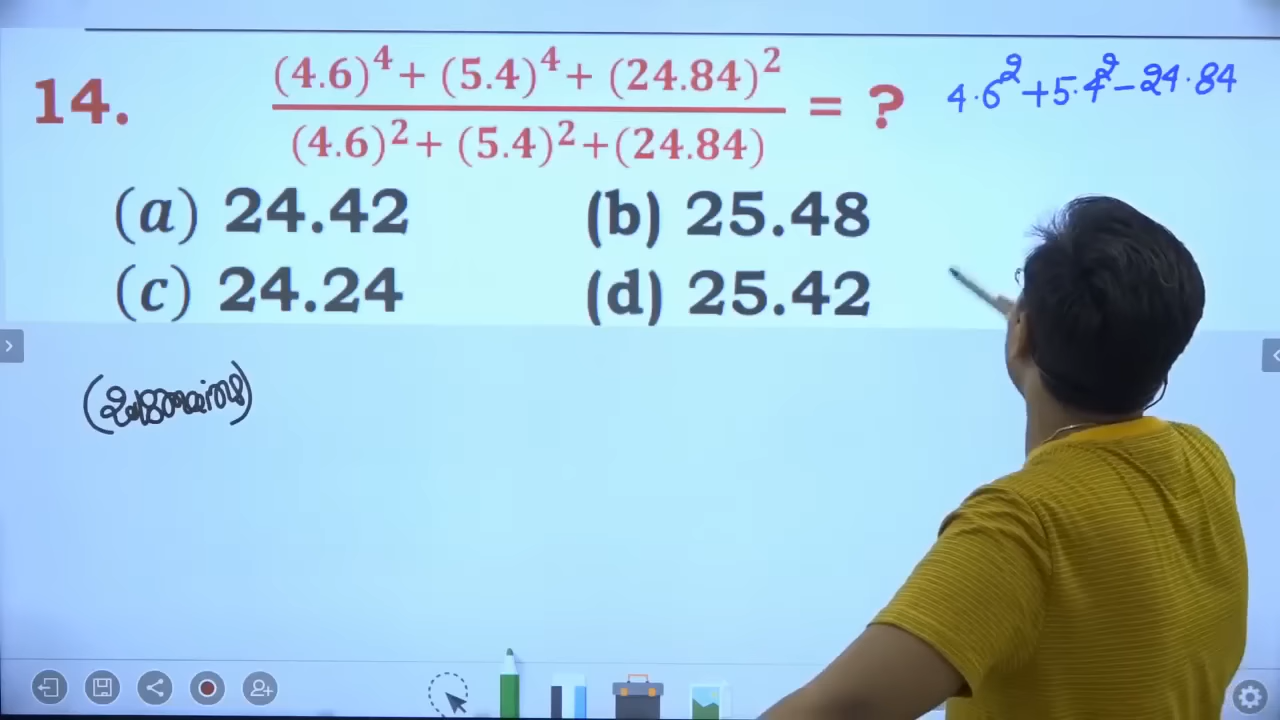 14. (4.6)⁴ + (5.4)⁴ + (24.84)² / (4.6)² + (5.4)² + (24.84) = ?
4.6² + 5.4² - 24.84
(a) 24.42 (b) 25.48
(c) 24.24 (d) 25.42